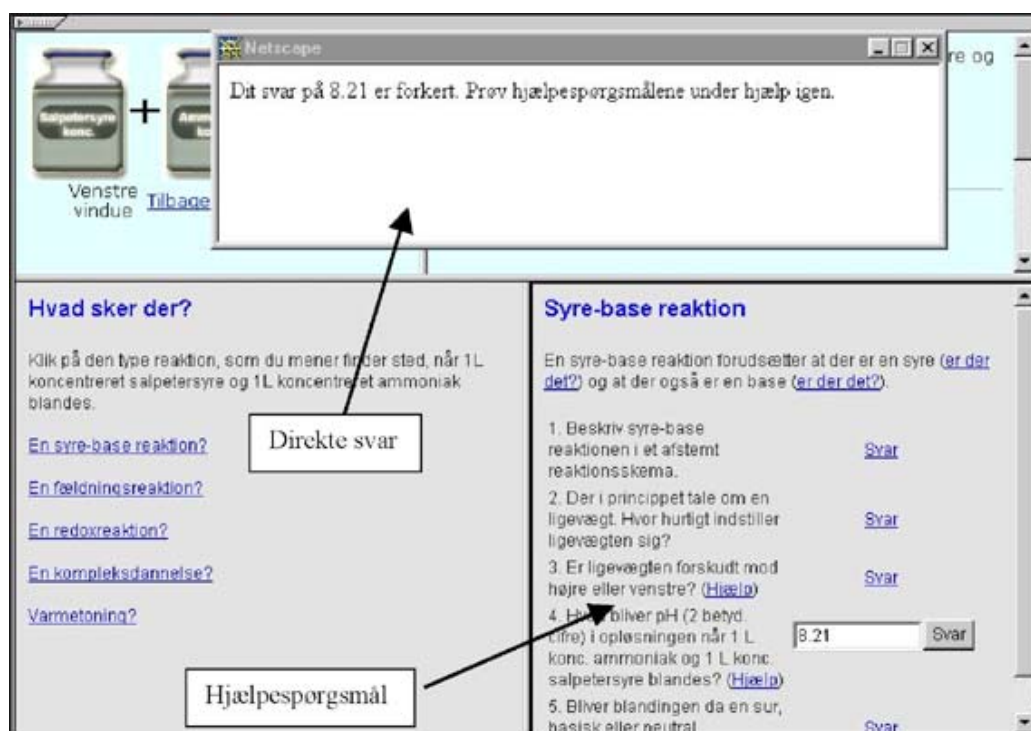 Netscape
Dit svar på 8.21 er forkert. Prøv hjælpespørgsmålene under hjælp igen.
re og
Salpetersyre
konc.
+
Amm
ko
Venstre
vindue
Tilbage
Hvad sker der?
Klik på den type reaktion, som du mener finder sted, når 1L
koncentreret salpetersyre og 1L koncentreret ammoniak
blandes.
En syre-base reaktion?
En fældningsreaktion?
En redoxreaktion?
En kompleksdannelse?
Varmetoning?
Direkte svar
Hjælpespørgsmål
Syre-base reaktion
En syre-base reaktion forudsætter at der er en syre (er der
det?) og at der også er en base (er der det?).
1. Beskriv syre-base
reaktionen i et afstemt
reaktionsskema.
Svar
2. Der i princippet tale om en
ligevægt. Hvor hurtigt indstiller
ligevægten sig?
Svar
3. Er ligevægten forskudt mod
højre eller venstre? (Hjælp)
Svar
4. bliver pH (2 betyd.
cifre) i opløsningen når 1 L
konc. ammoniak og 1 L konc.
salpetersyre blandes? (Hjælp)
8.21
Svar
5. Bliver blandingen da en sur,
basisk eller neutral
Svar